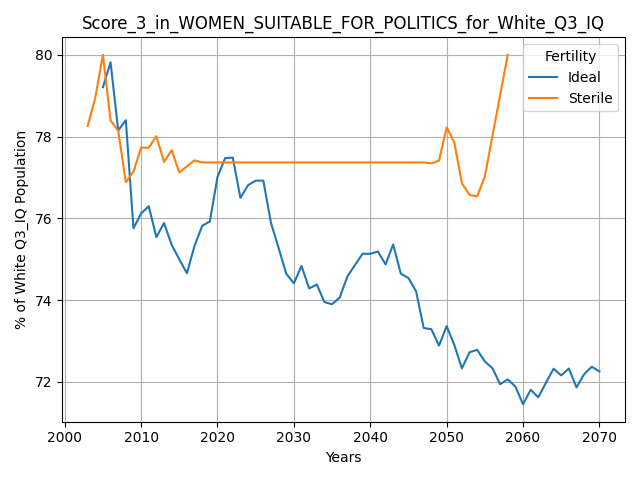 Score_3_in_WOMEN_SUITABLE_FOR_POLITICS_for_White_Q3_IQ
Fertility
Ideal
Sterile
% of White Q3_IQ Population
80
78
76
74
72
2000 2010 2020 2030 2040 2050 2060 2070
Years